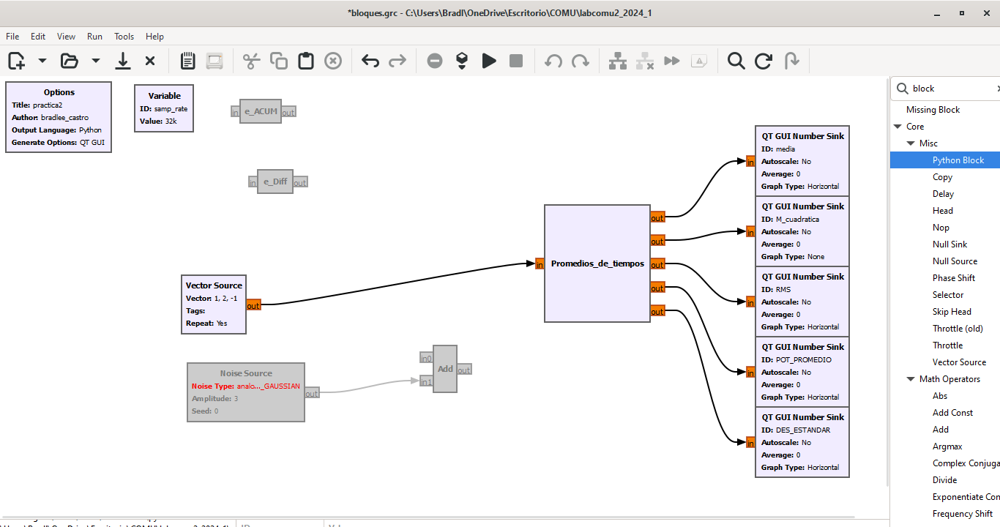 *bloques.grc - C:\Users\Bradl\OneDrive\Escritorio\COMU\labcomu2_2024_1
File Edit View Run Tools Help
Options
Title: practica2
Author: bradlee_castro
Output Language: Python
Generate Options: QT GUI
Variable
ID: samp_rate
Value: 32k
in e_ACUM out
in e_Diff out
Vector Source
Vector: 1, 2, -1
Tags:
Repeat: Yes
out
Noise Source
Noise Type: analo..._GAUSSIAN
Amplitude: 3
Seed: 0
out
in0
in1
Add
out
in
Promedios_de_tiempos
out
out
out
out
out
QT GUI Number Sink
ID: media
in
Autoscale: No
Average: 0
Graph Type: Horizontal
QT GUI Number Sink
ID: M_cuadratica
in
Autoscale: No
Average: 0
Graph Type: None
QT GUI Number Sink
ID: RMS
in
Autoscale: No
Average: 0
Graph Type: Horizontal
QT GUI Number Sink
ID: POT_PROMEDIO
in
Autoscale: No
Average: 0
Graph Type: Horizontal
QT GUI Number Sink
ID: DES_ESTANDAR
in
Autoscale: No
Average: 0
Graph Type: Horizontal
block
Missing Block
Core
Misc
Python Block
Copy
Delay
Head
Nop
Null Sink
Null Source
Phase Shift
Selector
Skip Head
Throttle (old)
Throttle
Vector Source
Math Operators
Abs
Add Const
Add
Argmax
Complex Conjuga
Divide
Exponentiate Con
Frequency Shift